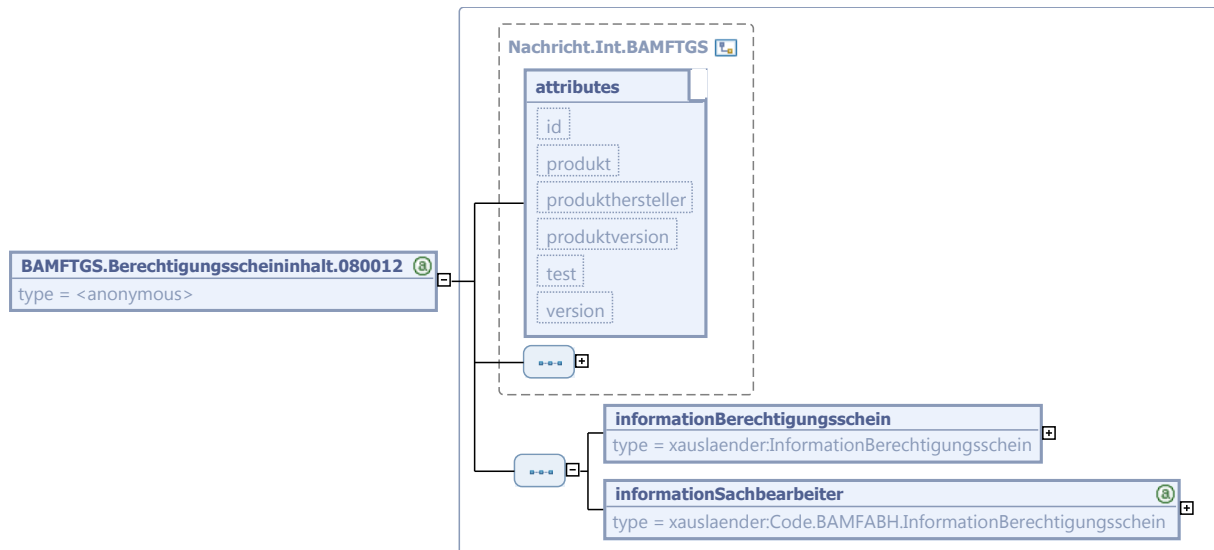 Nachricht.Int.BAMFTGS
attributes
id
produkt
produkthersteller
produktversion
test
version
BAMFTGS.Berechtigungsscheininhalt.080012 a
type = <anonymous>
informationBerechtigungsschein
type = xauslaender:InformationBerechtigungsschein
informationSachbearbeiter a
type = xauslaender:Code.BAMFABH.InformationBerechtigungsschein